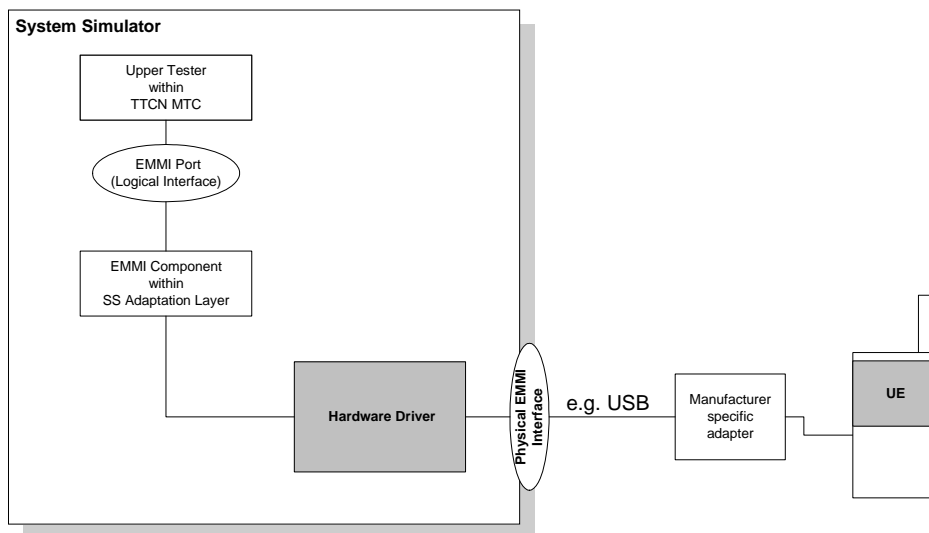 System Simulator
Upper Tester
within
TTCN MTC
EMMI Port
(Logical Interface)
EMMI Component
within
SS Adaptation Layer
Hardware Driver
Physical EMMI
Interface
e.g. USB
Manufacturer
specific
adapter
UE